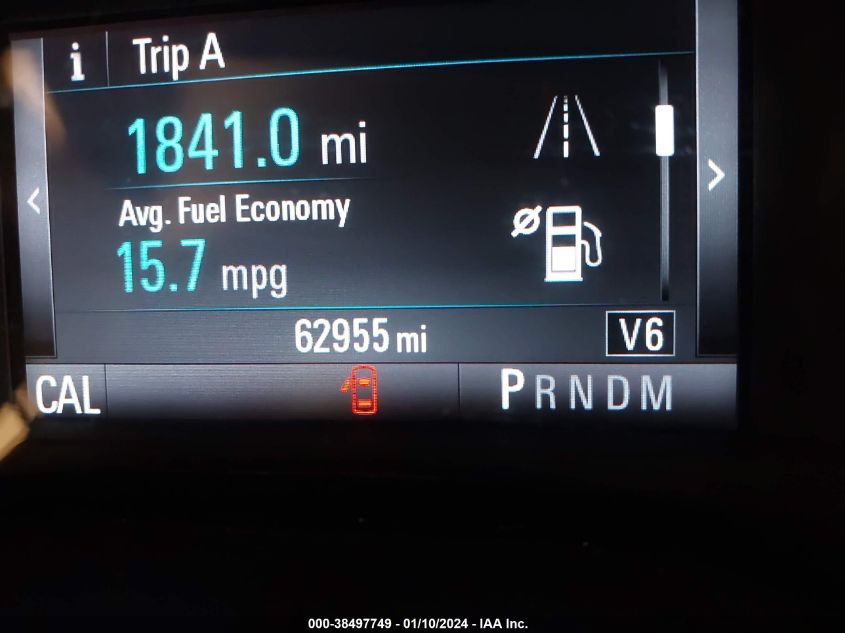 i Trip A
1841.0 mi
Avg. Fuel Economy
15.7 mpg
62955 mi V6
CAL PRNDM
000-38497749 - 01/10/2024 - IAA Inc.